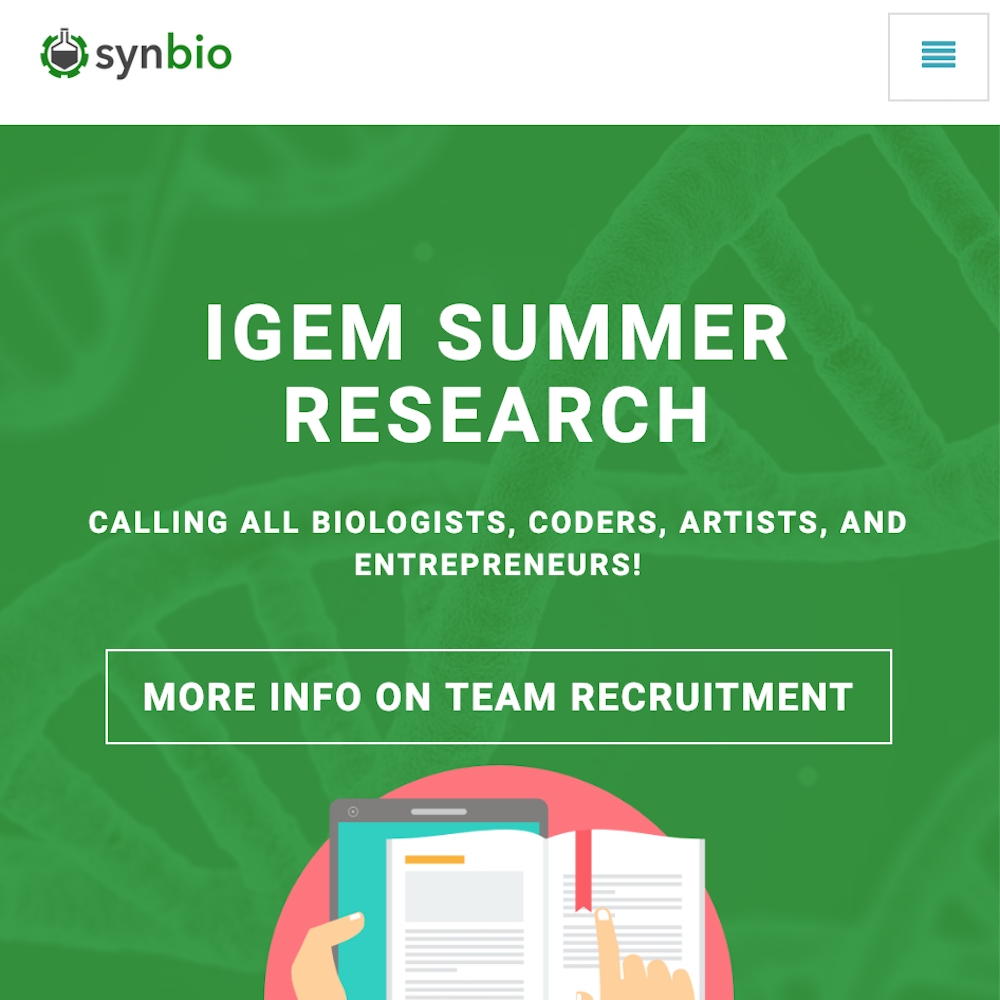 synbio
IGEM SUMMER
RESEARCH
CALLING ALL BIOLOGISTS, CODERS, ARTISTS, AND
ENTREPRENEURS!
MORE INFO ON TEAM RECRUITMENT